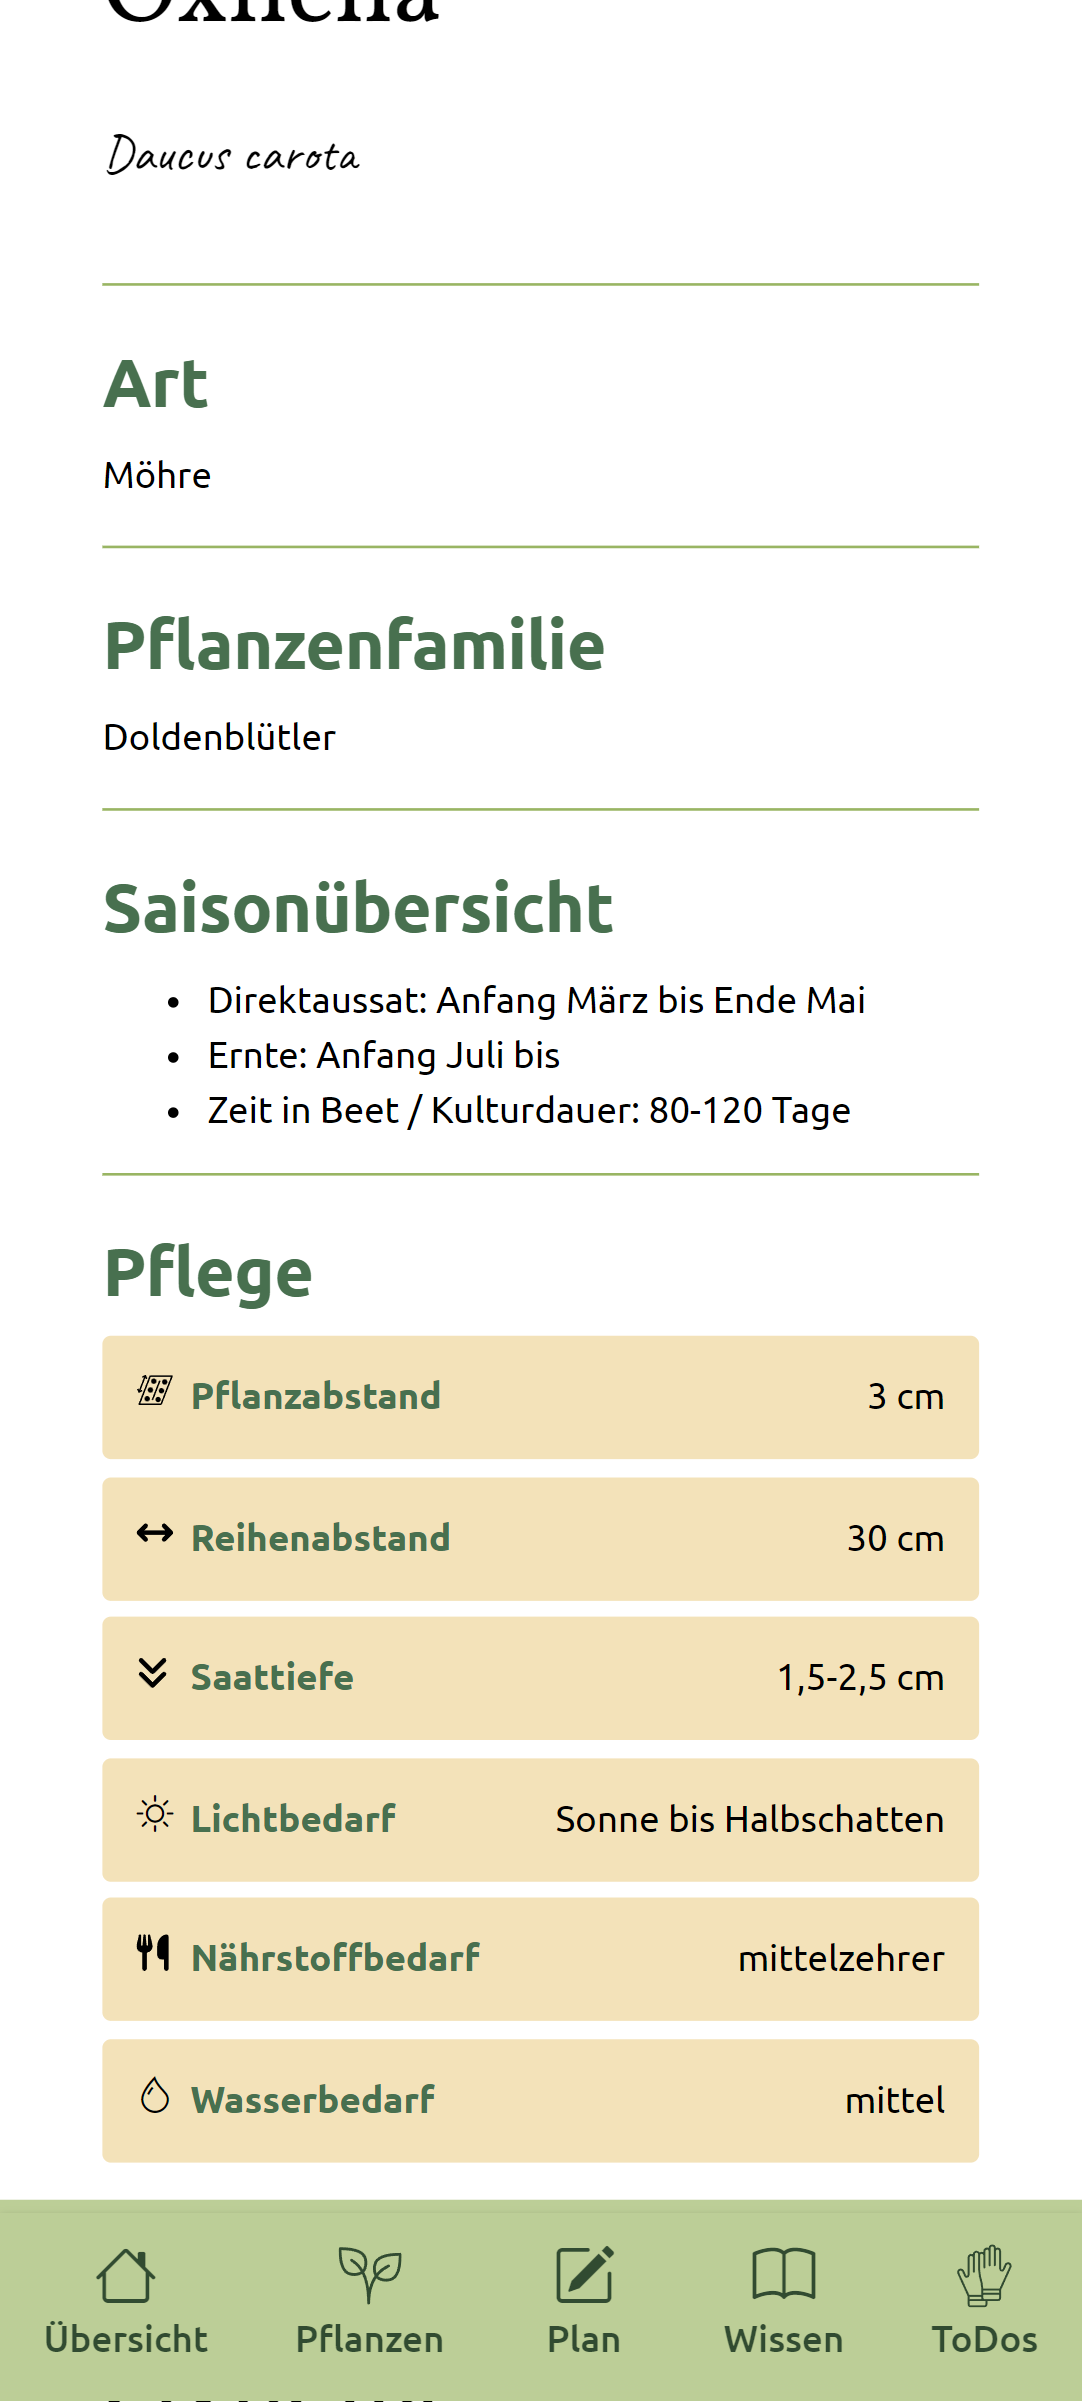 Oxhella
Daucus carota
Art
Möhre
Pflanzenfamilie
Doldenblütler
Saisonübersicht
• Direktaussat: Anfang März bis Ende Mai
• Ernte: Anfang Juli bis
• Zeit in Beet / Kulturdauer: 80-120 Tage
Pflege
Pflanzabstand 3 cm
Reihenabstand 30 cm
Saattiefe 1,5-2,5 cm
Lichtbedarf Sonne bis Halbschatten
Nährstoffbedarf mittelzehrer
Wasserbedarf mittel
Übersicht Pflanzen Plan Wissen ToDos